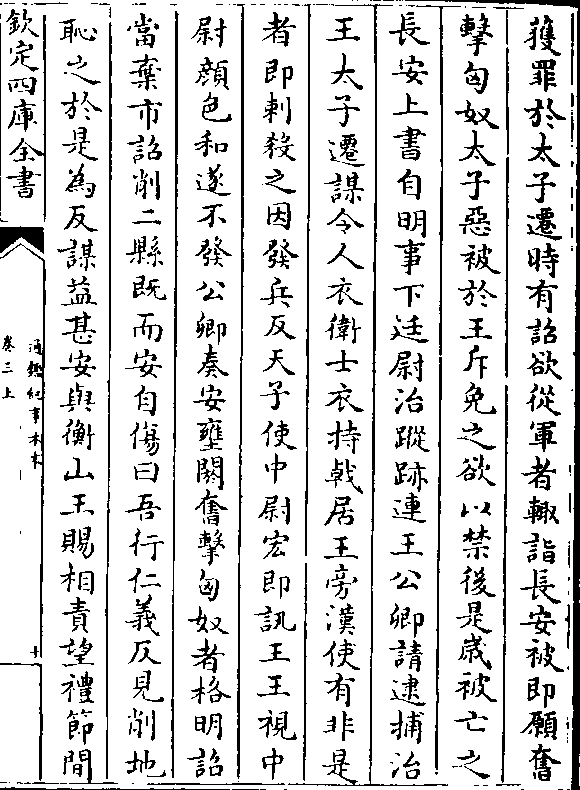 獲罪於太子遷時有詔欲從軍者輙詣長安被即願奮
擊匈奴太子惡被於王斥免之欲以禁後是嵗被亡之
長安上書自明事下廷尉治蹤跡連王公卿請逮捕治
王太子遷謀令人衣衛士衣持㦸居王旁漢使有非是
者即刺殺之因發兵反天子使中尉宏即訊王王視中
尉顔色和遂不發公卿奏安壅閼奮擊匈奴者格明詔
當棄市詔削二縣既而安自傷曰吾行仁義反見削地
恥之於是為反謀益甚安與衡山王賜相責望禮節間
欽定四庫全書
通鑑紀事本末
卷三上
十